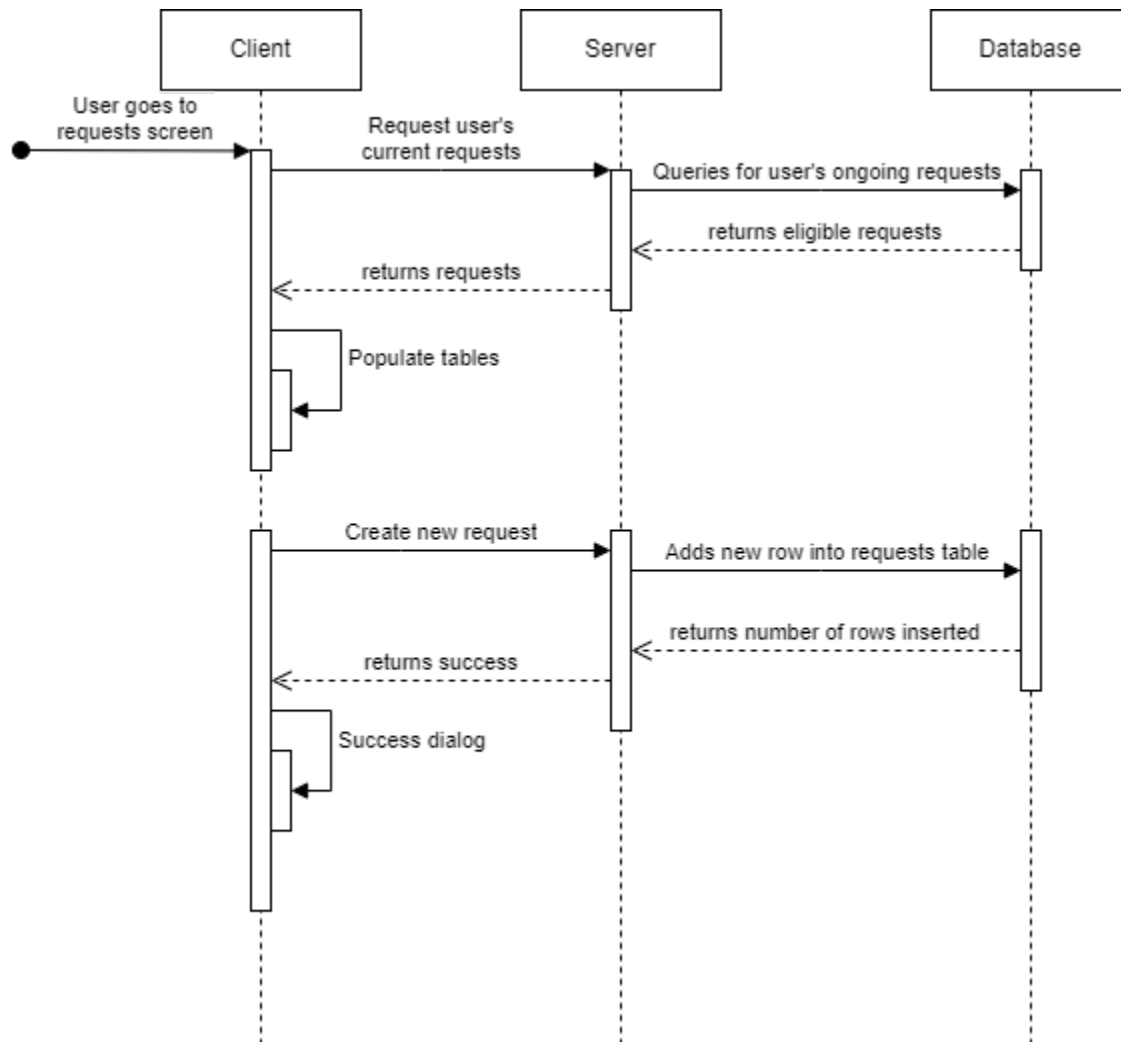 Client
Server
Database
User goes to
requests screen
Request user's
current requests
Queries for user's ongoing requests
returns eligible requests
returns requests
Populate tables
Create new request
Adds new row into requests table
returns number of rows inserted
returns success
Success dialog